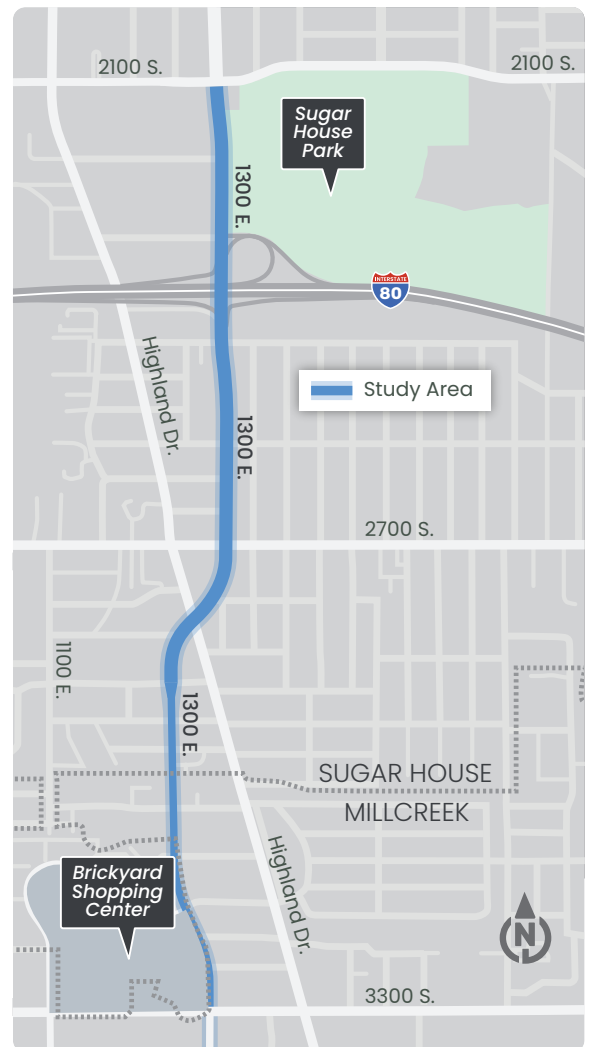 2100 S.
2100 S.
Sugar
House
Park
1300 E.
INTERSTATE
80
Highland Dr.
Study Area
1300 E.
2700 S.
1100 E.
1300 E.
SUGAR HOUSE
MILLCREEK
Highland Dr.
Brickyard
Shopping
Center
N
3300 S.